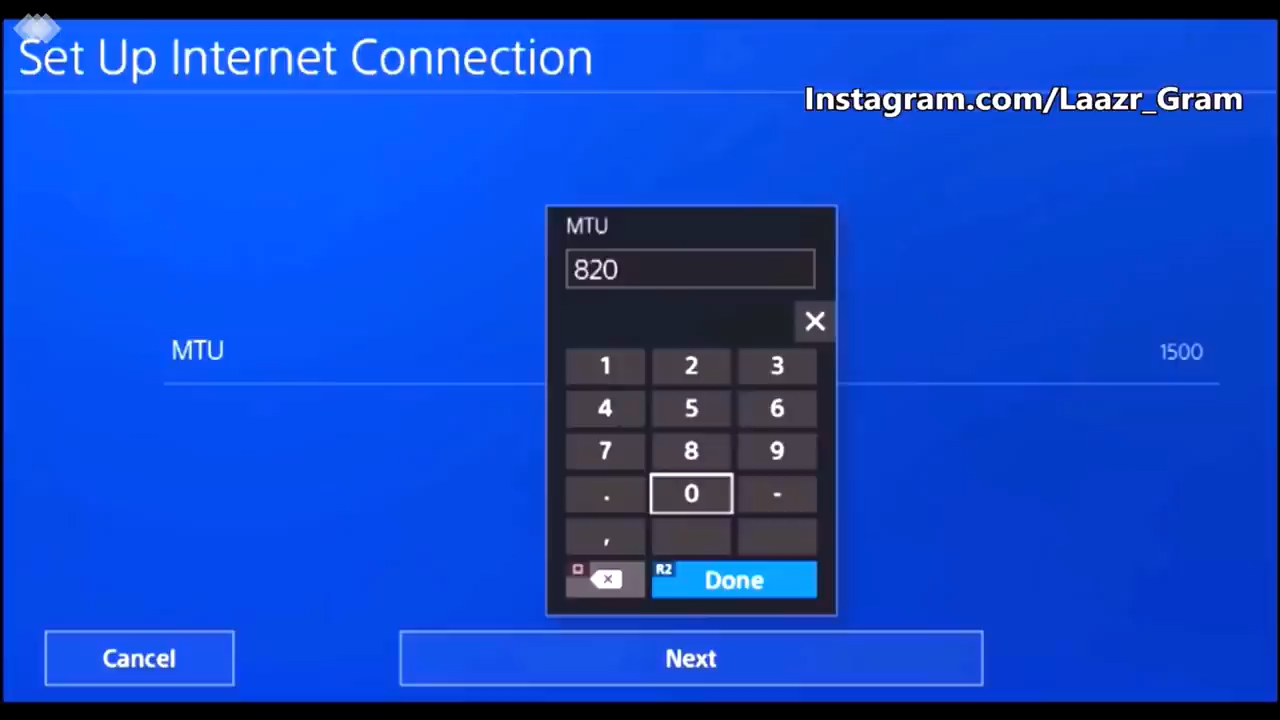 Set Up Internet Connection
Instagram.com/Laazr_Gram
MTU
820
MTU
1500
1 2 3
4 5 6
7 8 9
. 0 -
,
R2 Done
Cancel
Next